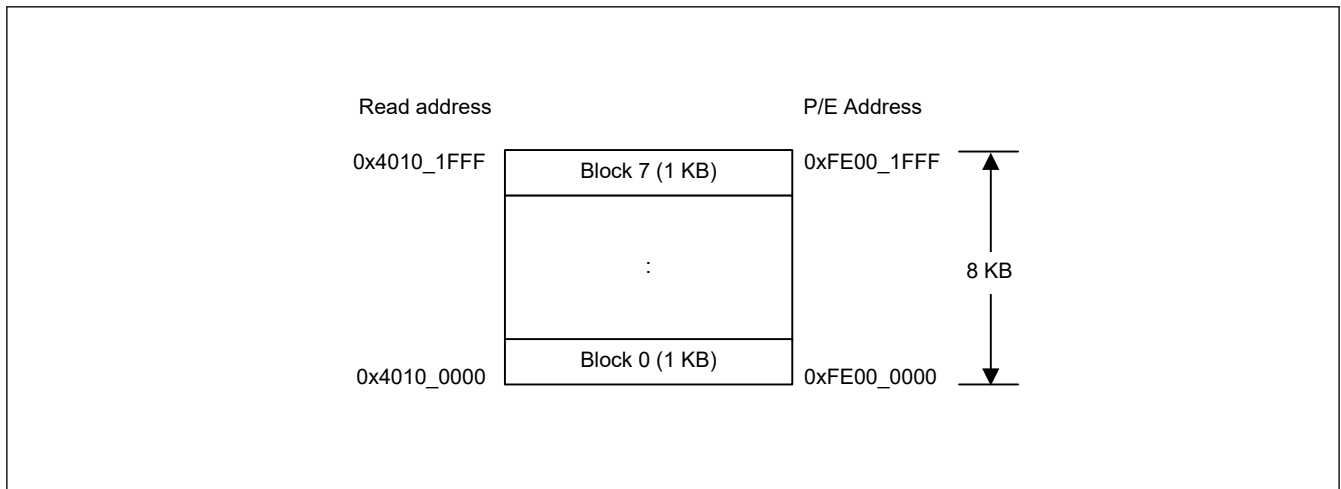 Read address P/E Address
0x4010_1FFF Block 7 (1 KB) 0xFE00_1FFF
: 8 KB
Block 0 (1 KB)
0x4010_0000 0xFE00_0000